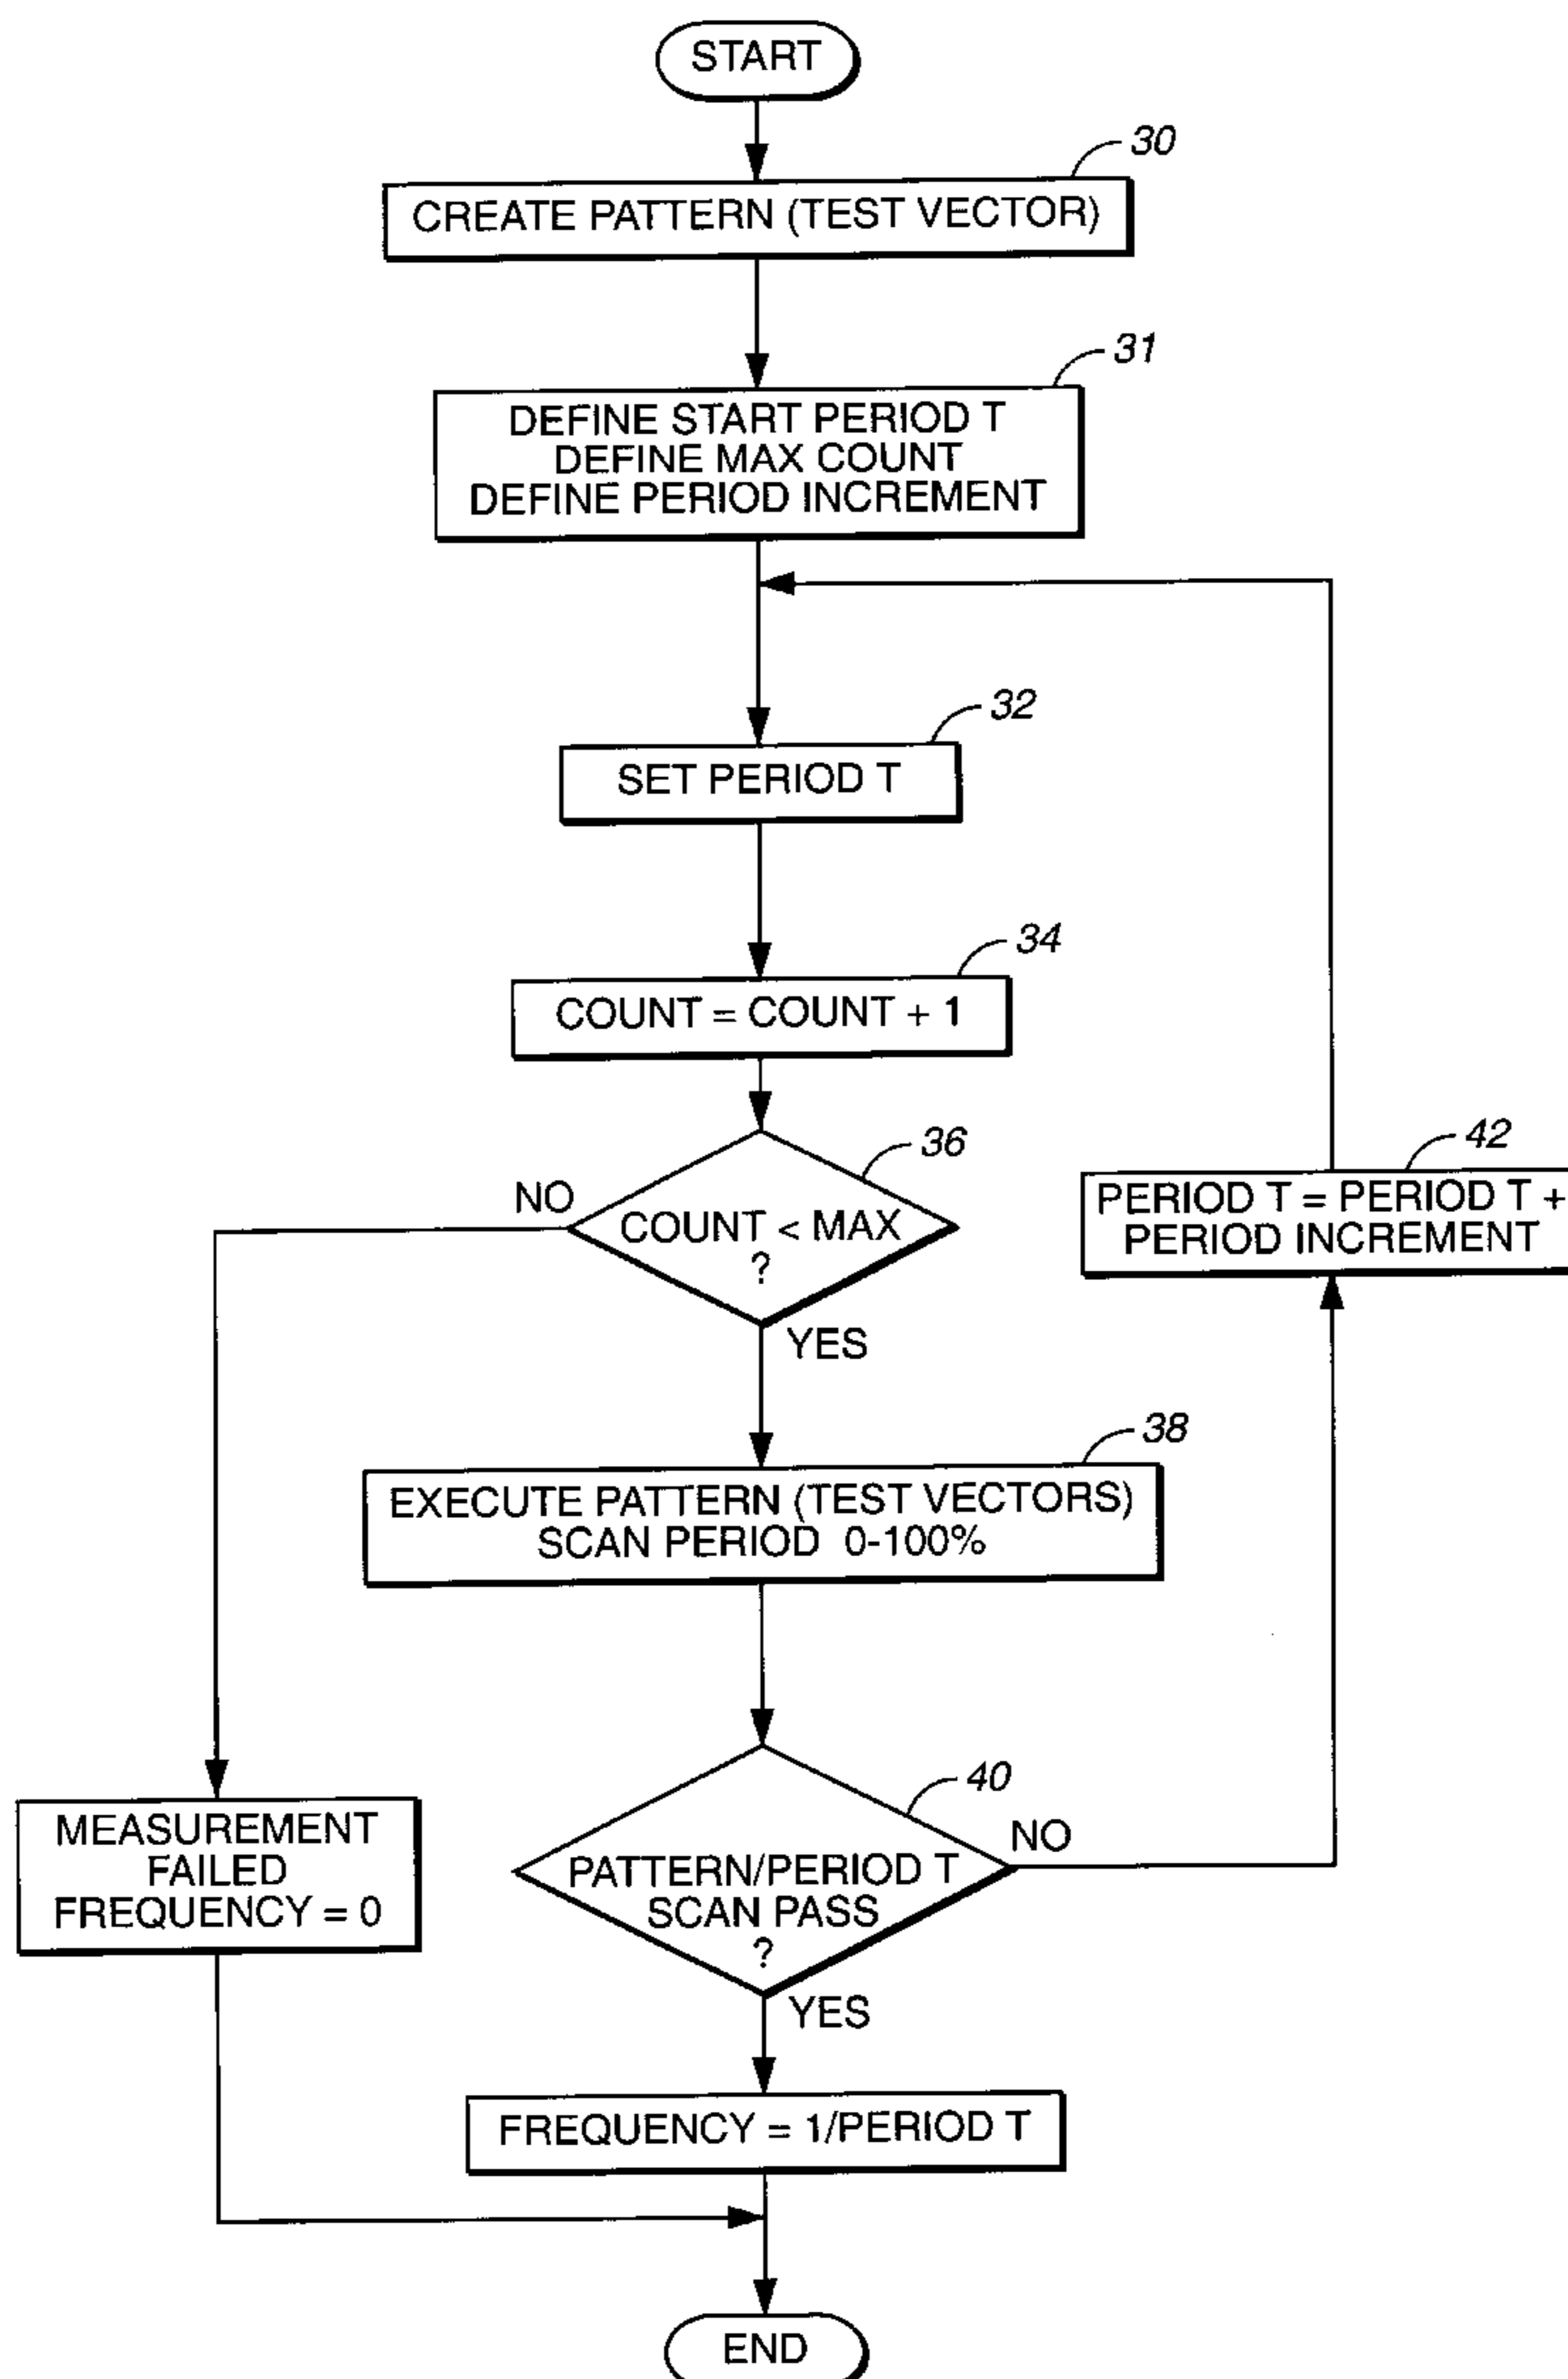 START
30
CREATE PATTERN (TEST VECTOR)
31
DEFINE START PERIOD T
DEFINE MAX COUNT
DEFINE PERIOD INCREMENT
32
SET PERIOD T
34
COUNT = COUNT + 1
36
NO
COUNT < MAX
?
YES
42
PERIOD T = PERIOD T +
PERIOD INCREMENT
38
EXECUTE PATTERN (TEST VECTORS)
SCAN PERIOD 0-100%
40
NO
PATTERN/PERIOD T
SCAN PASS
?
YES
MEASUREMENT
FAILED
FREQUENCY = 0
FREQUENCY = 1/PERIOD T
END